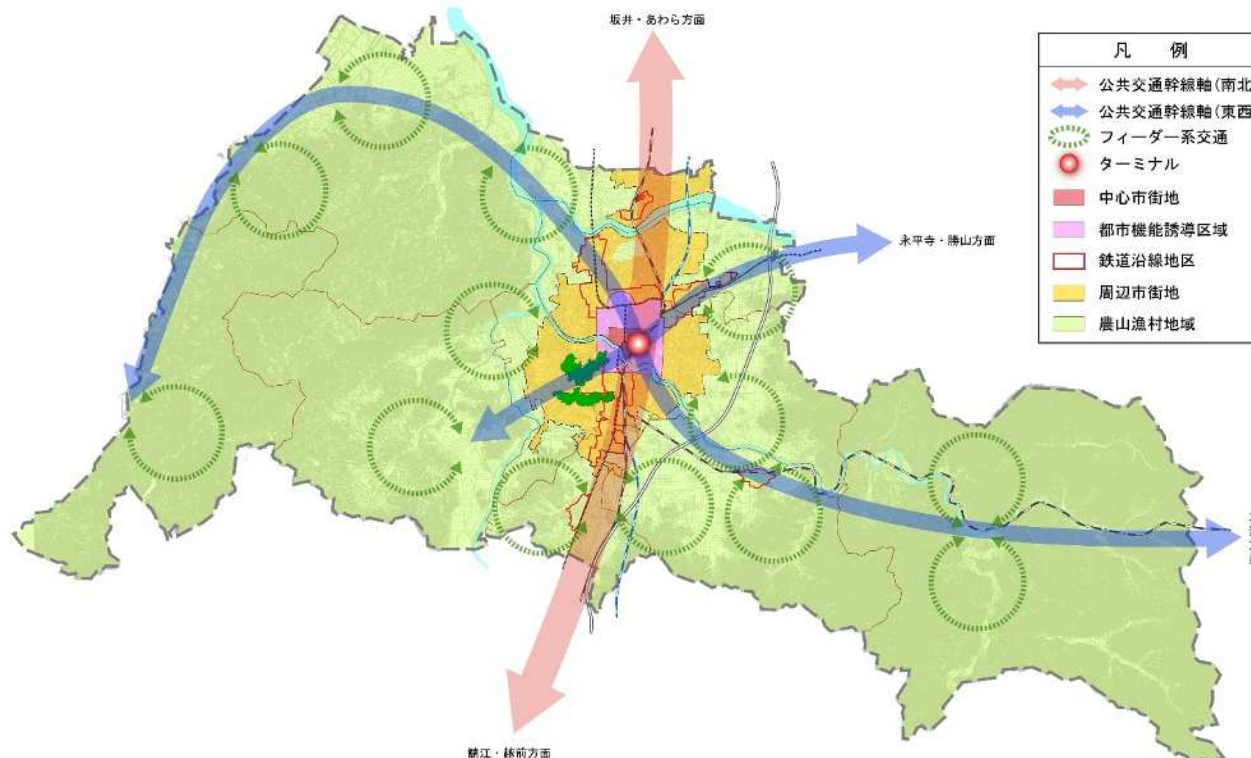 坂井・あわら方面
凡 例
公共交通幹線軸(南北
公共交通幹線軸(東西
フィーダー系交通
ターミナル
中心市街地
都市機能誘導区域
鉄道沿線地区
周辺市街地
農山漁村地域
永平寺・勝山方面
鯖江・越前方面